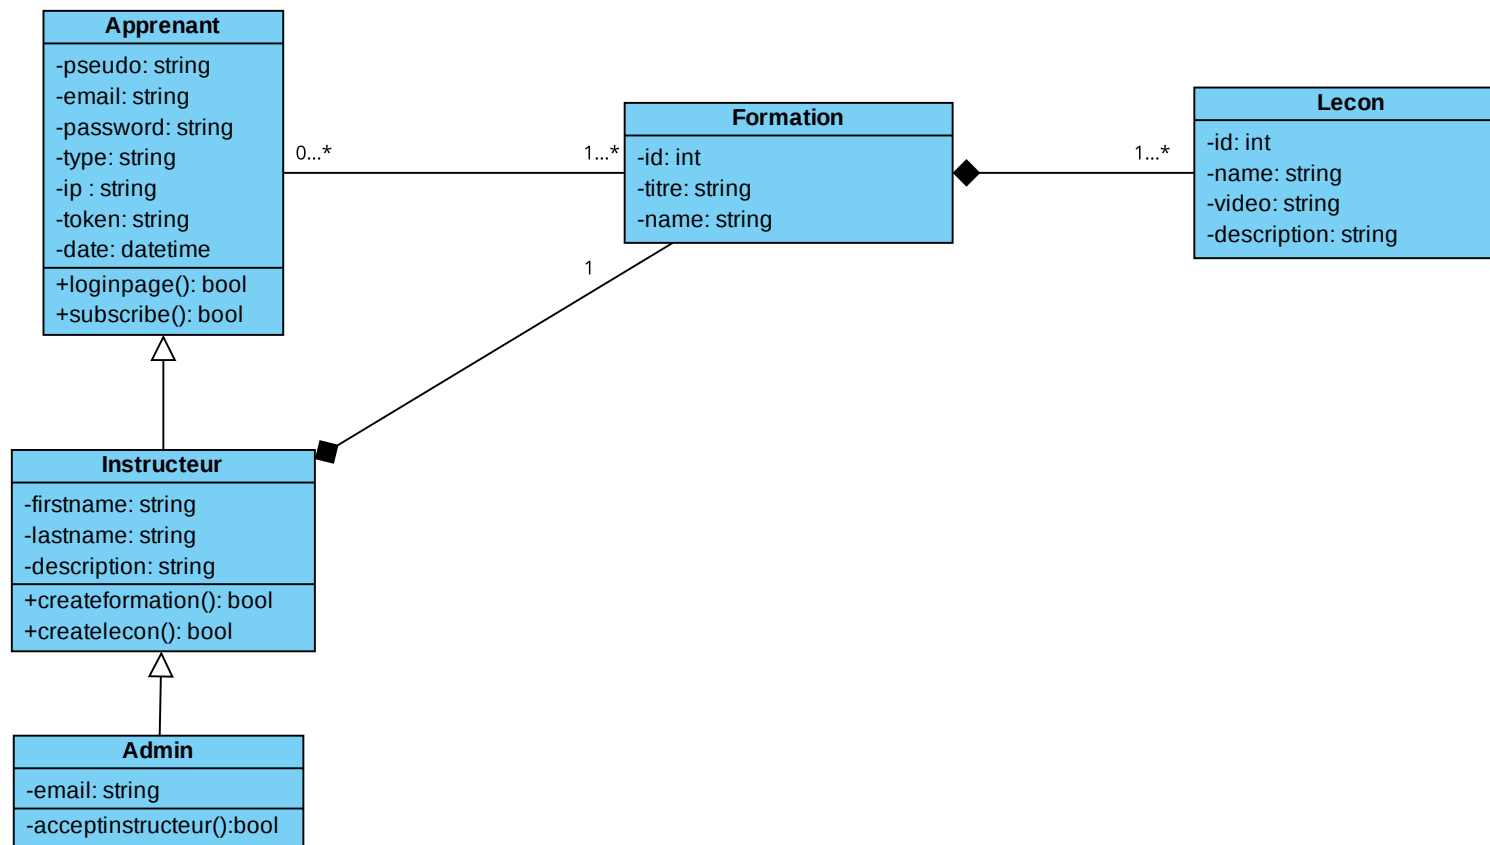 Apprenant
-pseudo: string
-email: string
-password: string
-type: string
-ip : string
-token: string
-date: datetime
+loginpage(): bool
+subscribe(): bool
0...*
1...*
Formation
-id: int
-titre: string
-name: string
1...*
Lecon
-id: int
-name: string
-video: string
-description: string
1
Instructeur
-firstname: string
-lastname: string
-description: string
+createformation(): bool
+createlecon(): bool
Admin
-email: string
-acceptinstructeur():bool